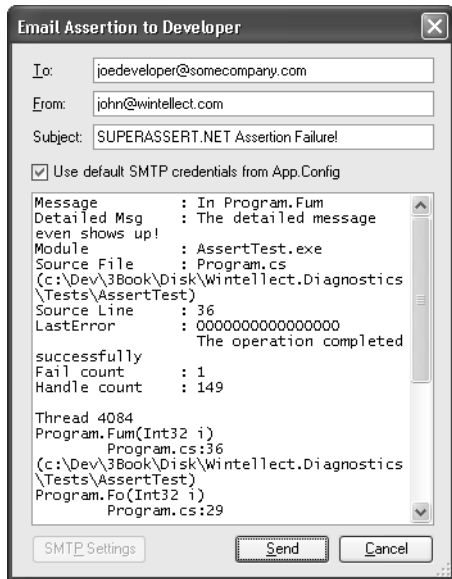 Email Assertion to Developer
To: joedeveloper@somecompany.com
From: john@wintellect.com
Subject: SUPERASSERT.NET Assertion Failure!
Use default SMTP credentials from App.Config
Message : In Program.Fum
Detailed Msg : The detailed message
even shows up!
Module : AssertTest.exe
Source File : Program.cs
(c:\Dev\3Book\Disk\Wintellect.Diagnostics
\Tests\AssertTest)
Source Line : 36
LastError : 0000000000000000
The operation completed
successfully
Fail count : 1
Handle count : 149
Thread 4084
Program.Fum(Int32 i)
Program.cs:36
(c:\Dev\3Book\Disk\Wintellect.Diagnostics
\Tests\AssertTest)
Program.Fo(Int32 i)
Program.cs:29
SMTP Settings Send Cancel